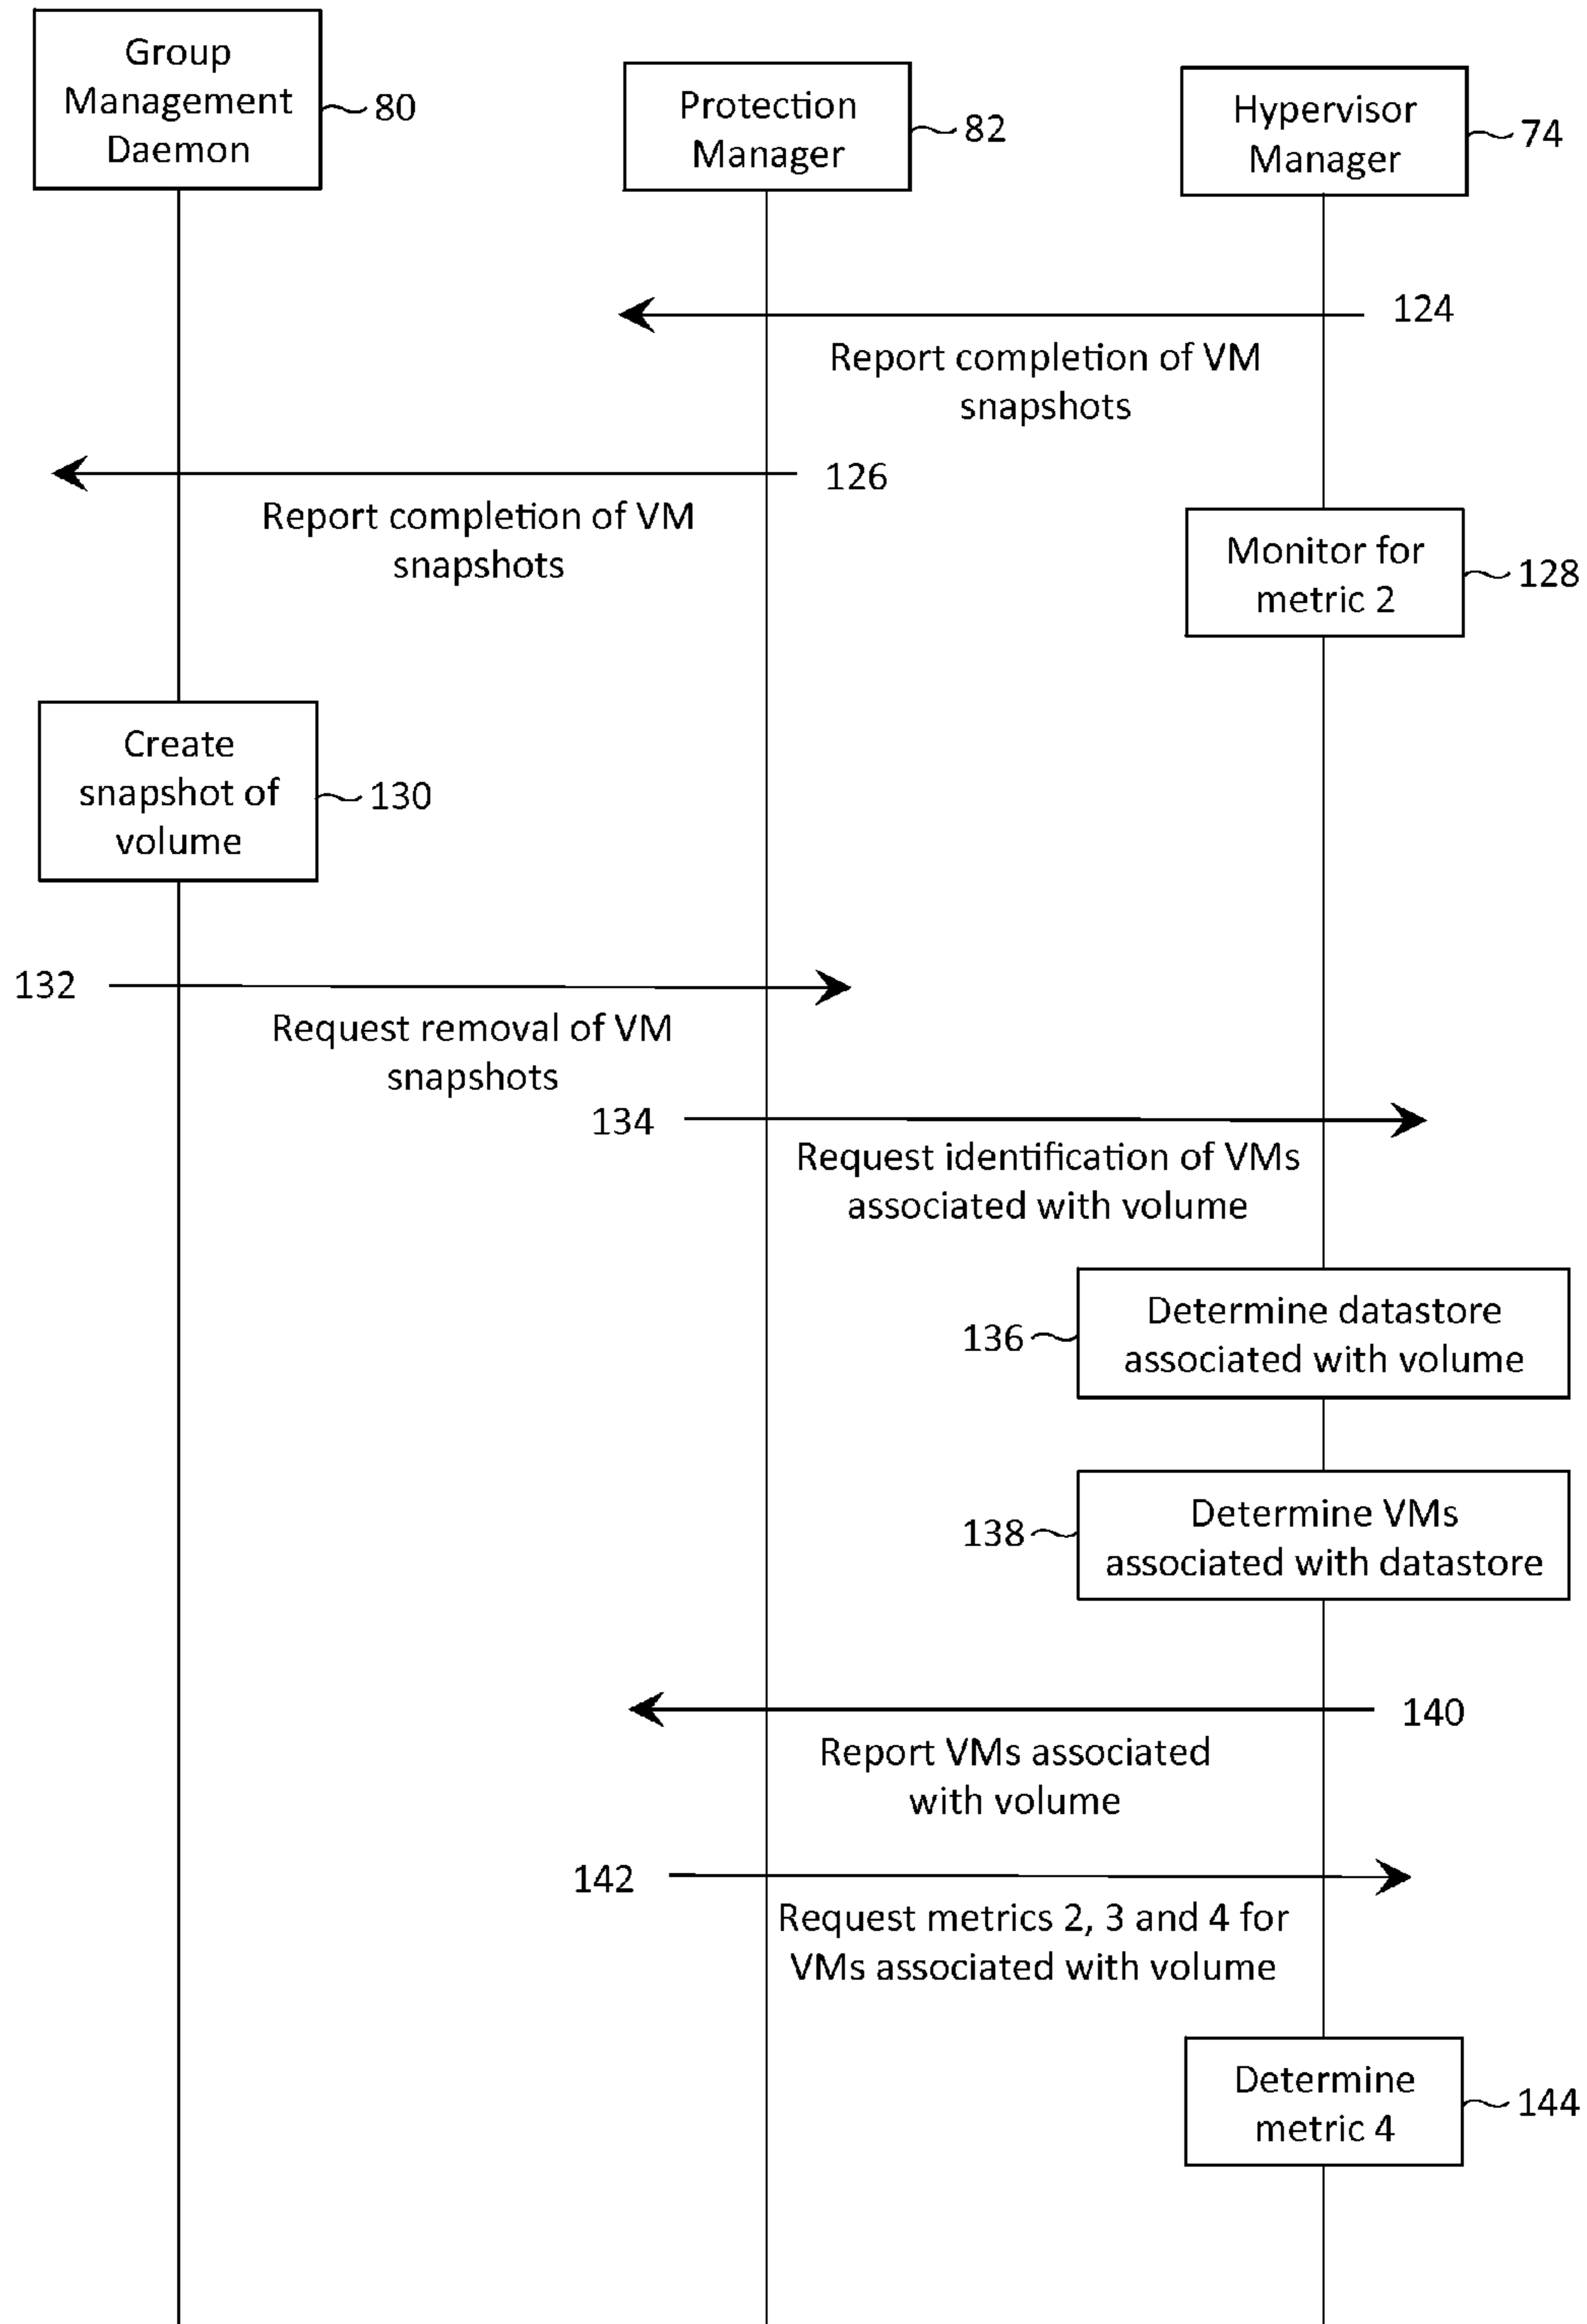 Group
Management
Daemon
80
Protection
Manager
82
Hypervisor
Manager
74
124
Report completion of VM
snapshots
126
Report completion of VM
snapshots
Monitor for
metric 2
128
Create
snapshot of
volume
130
132
Request removal of VM
snapshots
134
Request identification of VMs
associated with volume
136
Determine datastore
associated with volume
138
Determine VMs
associated with datastore
140
Report VMs associated
with volume
142
Request metrics 2, 3 and 4 for
VMs associated with volume
Determine
metric 4
144